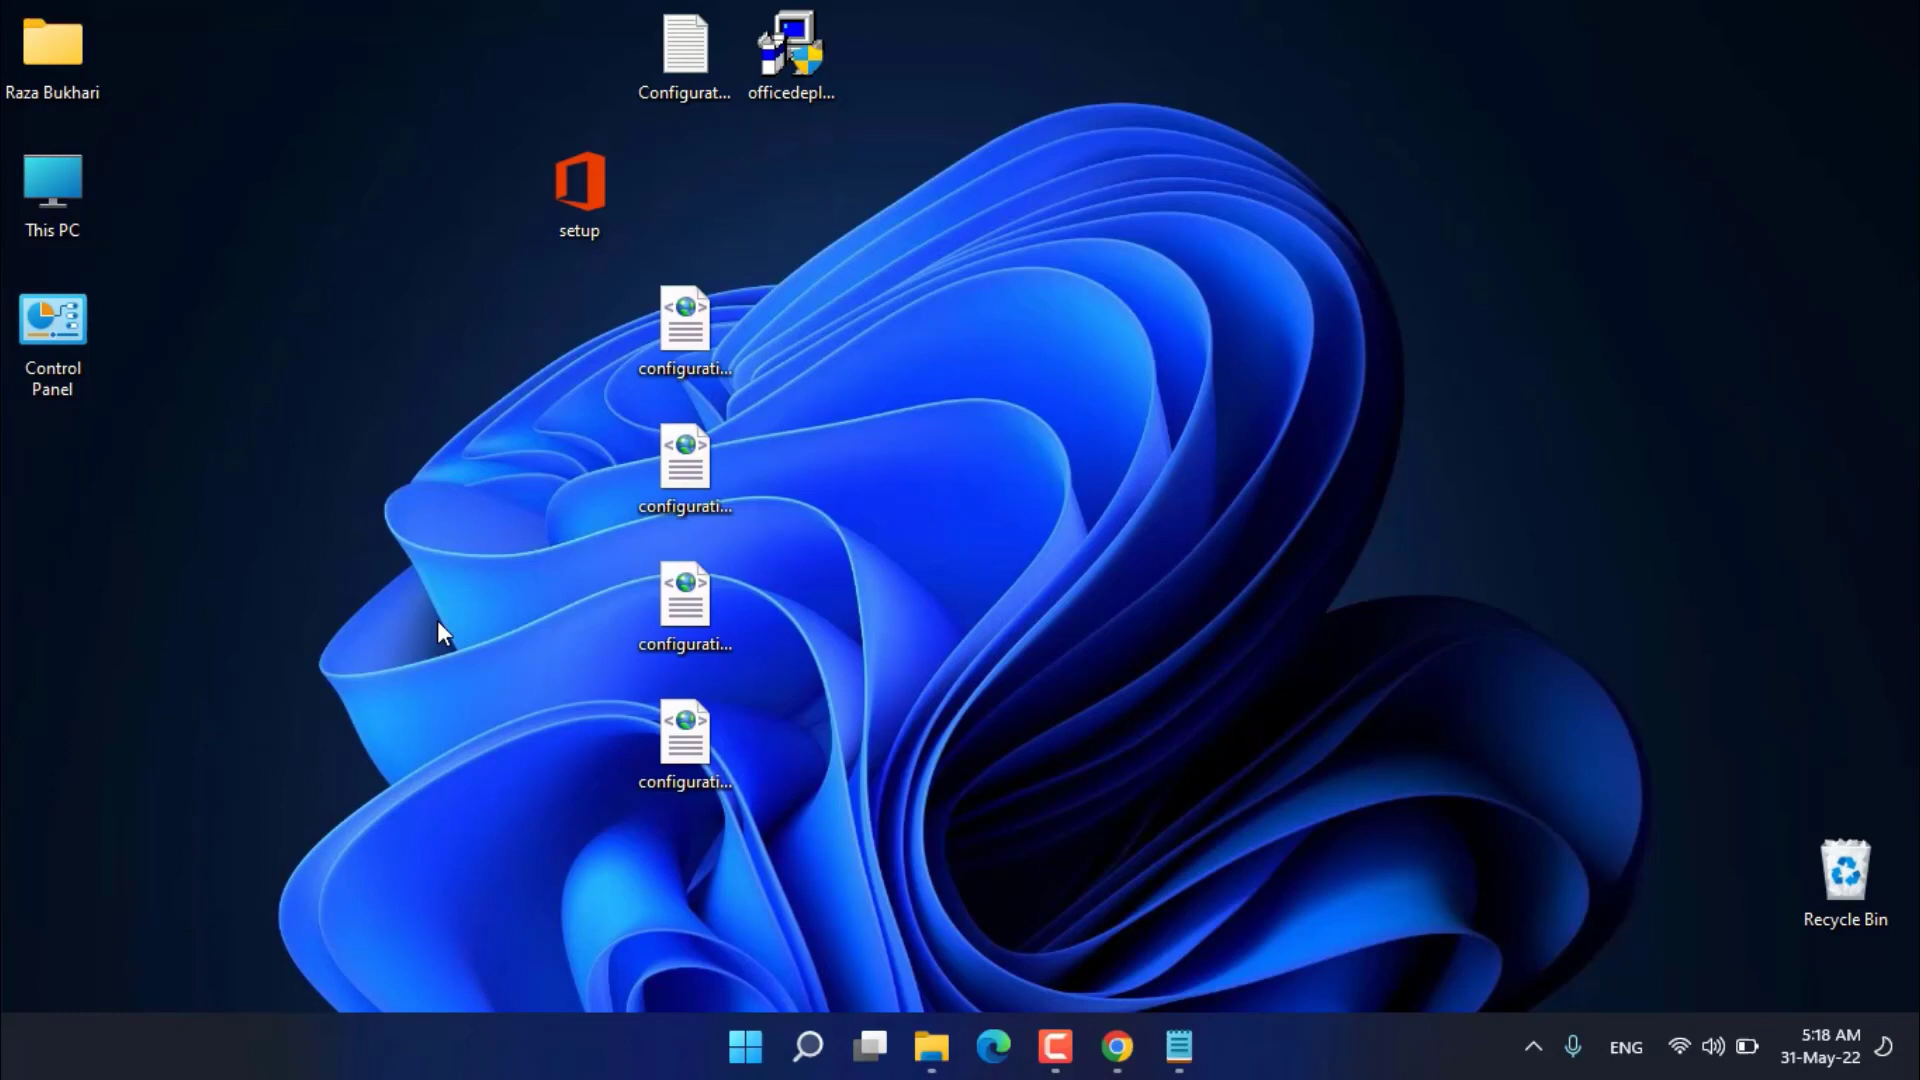 Raza Bukhari
Configurat...
officedepl...
This PC
setup
Control
Panel
configurati...
configurati...
configurati...
configurati...
Recycle Bin
ENG
5:18 AM
31-May-22